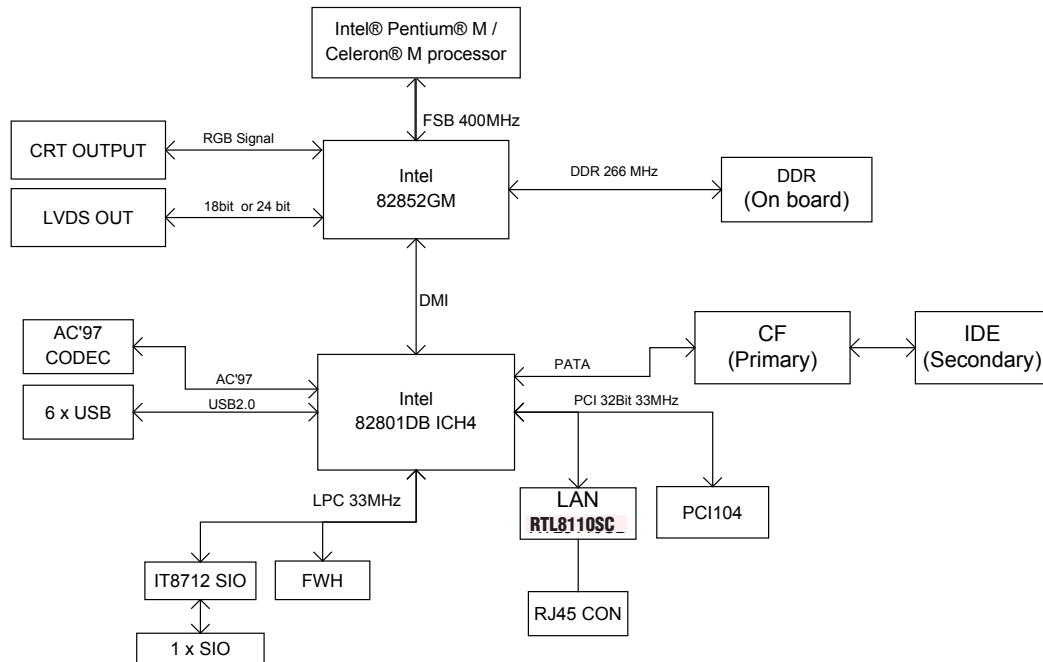 Intel® Pentium® M /
Celeron® M processor
FSB 400MHz
CRT OUTPUT
RGB Signal
Intel
82852GM
DDR 266 MHz
DDR
(On board)
LVDS OUT
18bit or 24 bit
DMI
AC'97
CODEC
AC'97
6 x USB
USB2.0
Intel
82801DB ICH4
PATA
CF
(Primary)
IDE
(Secondary)
PCI 32Bit 33MHz
LPC 33MHz
LAN
RTL8110SC
PCI104
IT8712 SIO
FWH
RJ45 CON
1 x SIO